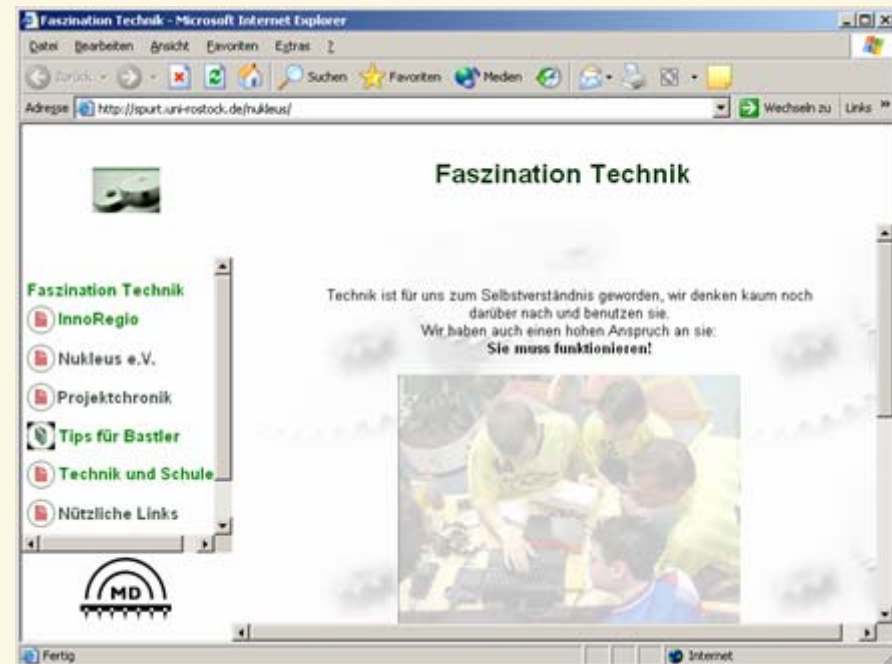 Faszination Technik - Microsoft Internet Explorer
Datei Bearbeiten Ansicht Favoriten Extras ?
Zurück Suchen Favoriten Medien
Adresse http://spurt.uni-rostock.de/nukleus/ Wechseln zu Links »
Faszination Technik
Faszination Technik
InnoRegio
Nukleus e.V.
Projektchronik
Tips für Bastler
Technik und Schule
Nützliche Links
MD
Technik ist für uns zum Selbstverständnis geworden, wir denken kaum noch
darüber nach und benutzen sie.
Wir haben auch einen hohen Anspruch an sie:
Sie muss funktionieren!
Fertig Internet